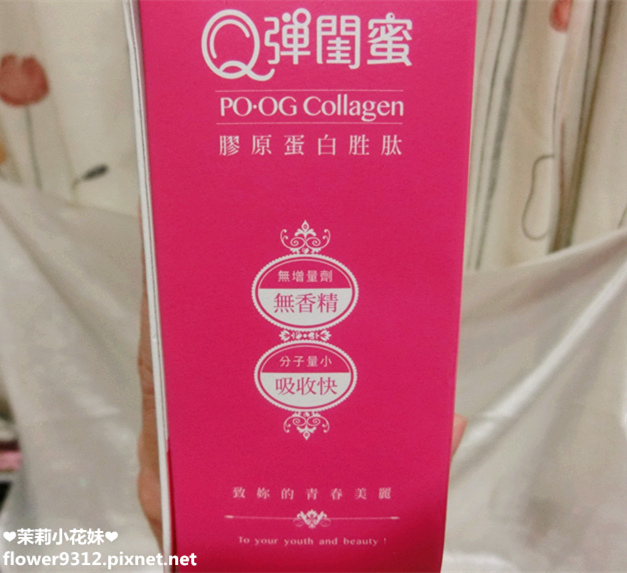 Q彈閨蜜
PO·OG Collagen
膠原蛋白胜肽
無增量劑
無香精
分子量小
吸收快
致妳的青春美麗
To your youth and beauty !
❤茉莉小花妹❤
flower9312.pixnet.net